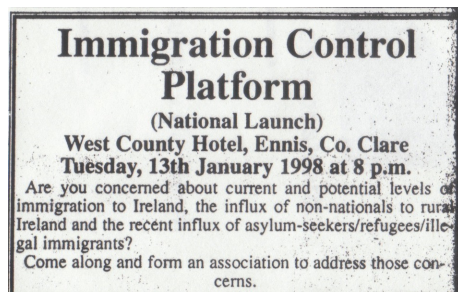 Immigration Control
Platform
(National Launch)
West County Hotel, Ennis, Co. Clare
Tuesday, 13th January 1998 at 8 p.m.
Are you concerned about current and potential levels of
immigration to Ireland, the influx of non-nationals to rural
Ireland and the recent influx of asylum-seekers/refugees/ille-
gal immigrants?
Come along and form an association to address those con-
cerns.